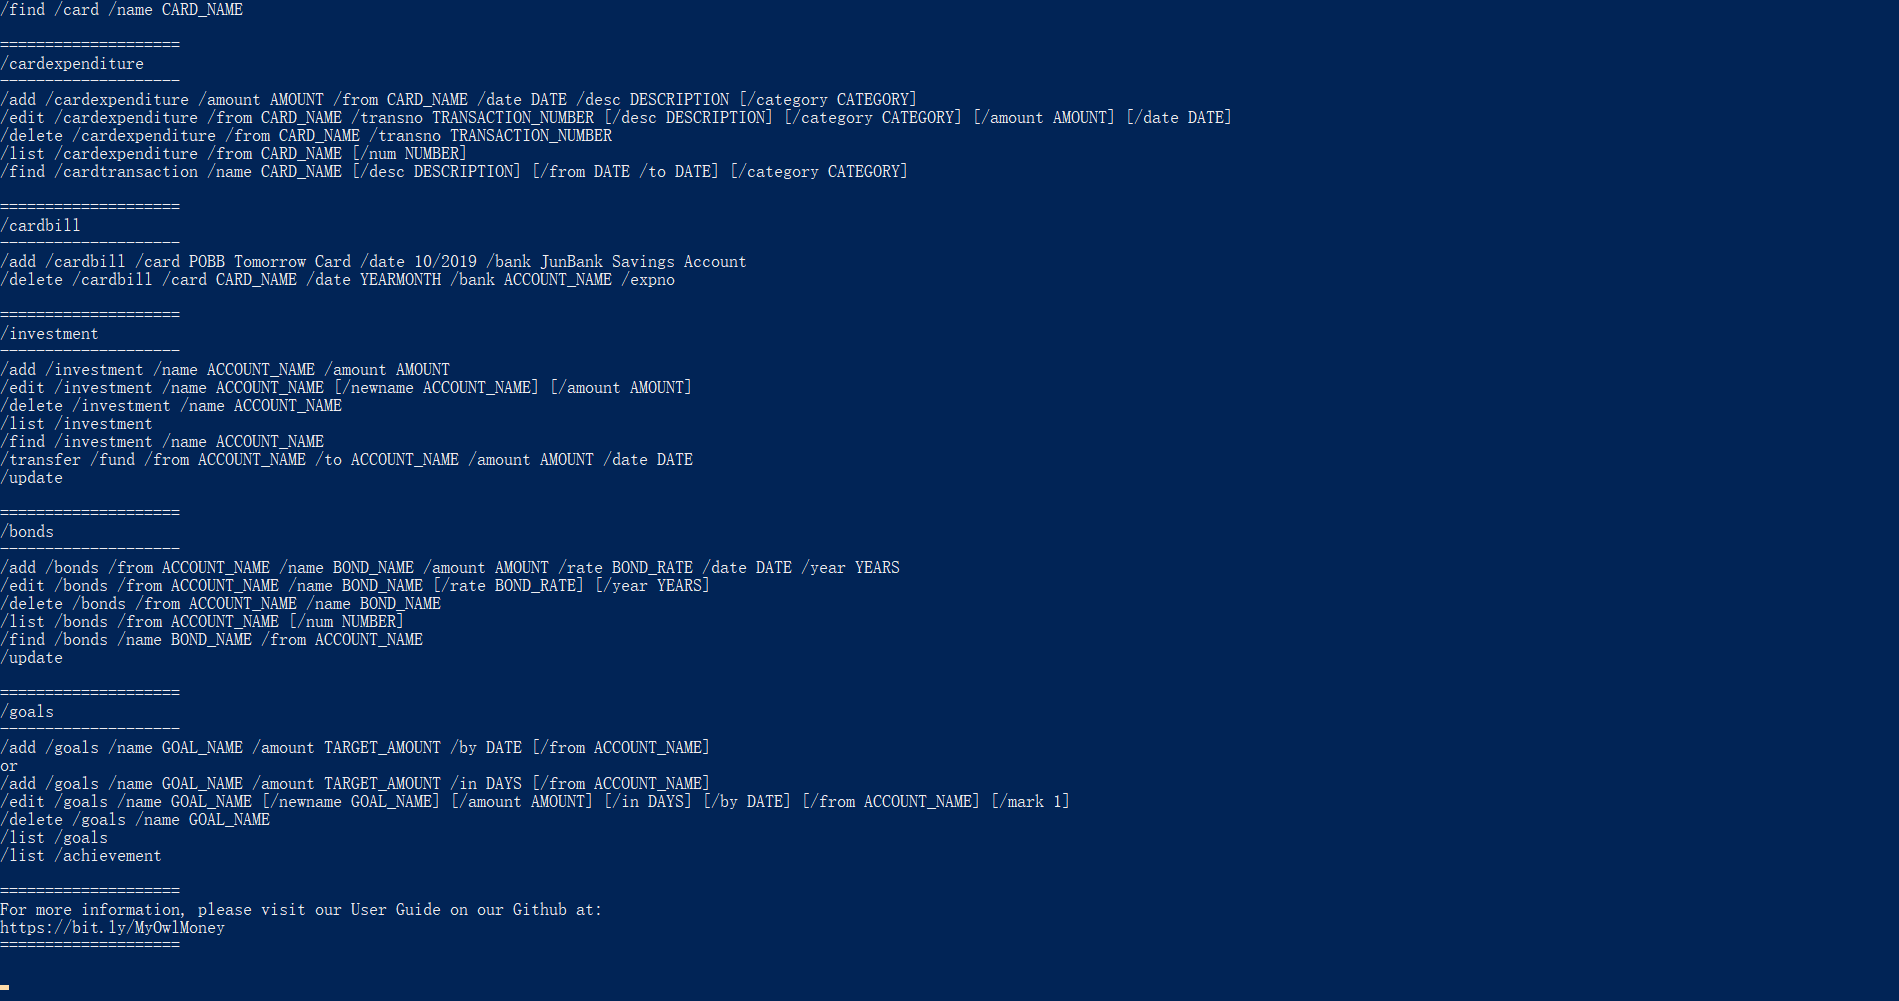 /find /card /name CARD_NAME
====================
/cardexpenditure
--------------------
/add /cardexpenditure /amount AMOUNT /from CARD_NAME /date DATE /desc DESCRIPTION [/category CATEGORY]
/edit /cardexpenditure /from CARD_NAME /transno TRANSACTION_NUMBER [/desc DESCRIPTION] [/category CATEGORY] [/amount AMOUNT] [/date DATE]
/delete /cardexpenditure /from CARD_NAME /transno TRANSACTION_NUMBER
/list /cardexpenditure /from CARD_NAME [/num NUMBER]
/find /cardtransaction /name CARD_NAME [/desc DESCRIPTION] [/from DATE /to DATE] [/category CATEGORY]
====================
/cardbill
--------------------
/add /cardbill /card POBB Tomorrow Card /date 10/2019 /bank JunBank Savings Account
/delete /cardbill /card CARD_NAME /date YEARMONTH /bank ACCOUNT_NAME /expno
====================
/investment
--------------------
/add /investment /name ACCOUNT_NAME /amount AMOUNT
/edit /investment /name ACCOUNT_NAME [/newname ACCOUNT_NAME] [/amount AMOUNT]
/delete /investment /name ACCOUNT_NAME
/list /investment
/find /investment /name ACCOUNT_NAME
/transfer /fund /from ACCOUNT_NAME /to ACCOUNT_NAME /amount AMOUNT /date DATE
/update
====================
/bonds
--------------------
/add /bonds /from ACCOUNT_NAME /name BOND_NAME /amount AMOUNT /rate BOND_RATE /date DATE /year YEARS
/edit /bonds /from ACCOUNT_NAME /name BOND_NAME [/rate BOND_RATE] [/year YEARS]
/delete /bonds /from ACCOUNT_NAME /name BOND_NAME
/list /bonds /from ACCOUNT_NAME [/num NUMBER]
/find /bonds /name BOND_NAME /from ACCOUNT_NAME
/update
====================
/goals
--------------------
/add /goals /name GOAL_NAME /amount TARGET_AMOUNT /by DATE [/from ACCOUNT_NAME]
or
/add /goals /name GOAL_NAME /amount TARGET_AMOUNT /in DAYS [/from ACCOUNT_NAME]
/edit /goals /name GOAL_NAME [/newname GOAL_NAME] [/amount AMOUNT] [/in DAYS] [/by DATE] [/from ACCOUNT_NAME] [/mark 1]
/delete /goals /name GOAL_NAME
/list /goals
/list /achievement
====================
For more information, please visit our User Guide on our Github at:
https://bit.ly/MyOwlMoney
====================